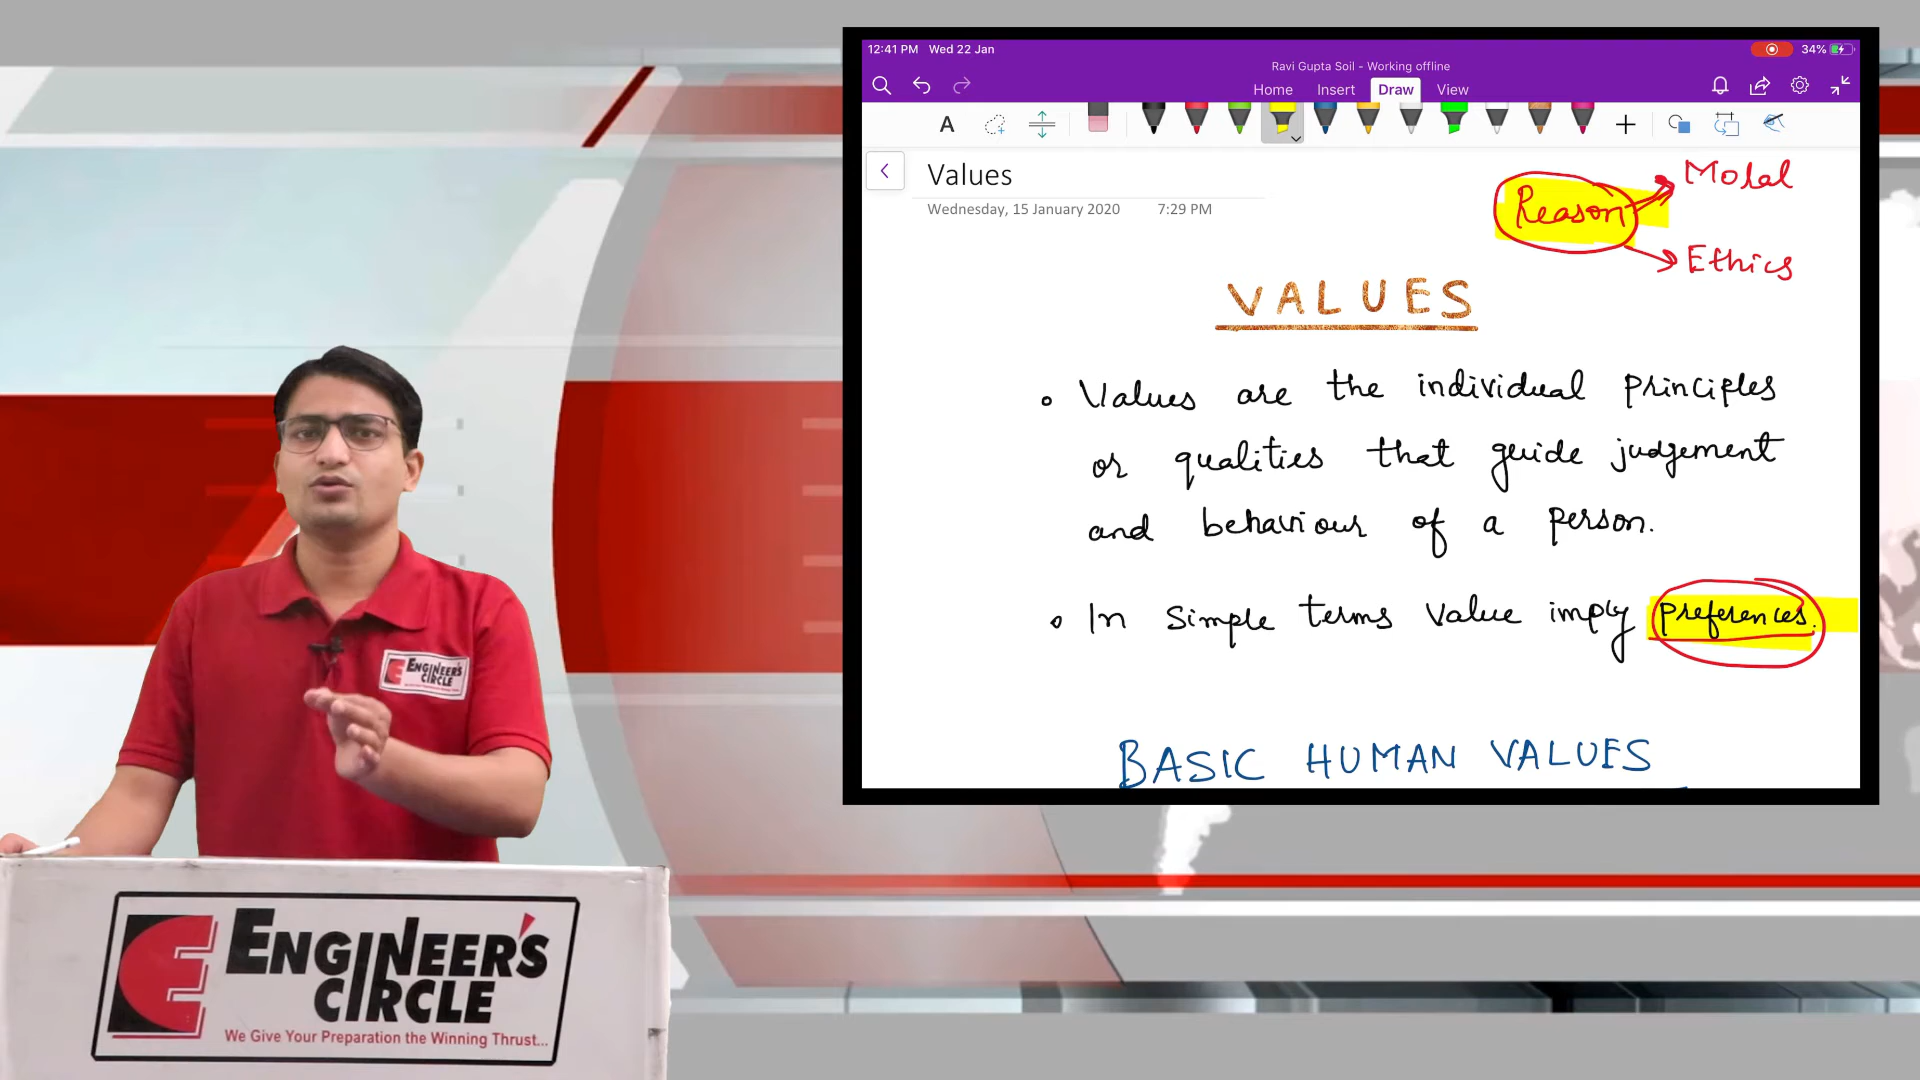 12:41 PM Wed 22 Jan
34%
Ravi Gupta Soil - Working offline
Home Insert Draw View
A
Values
Wednesday, 15 January 2020 7:29 PM
Reason
Moral
Ethics
VALUES
• Values are the individual principles
or qualities that guide judgement
and behaviour of a person.
• In simple terms value imply preferences.
BASIC HUMAN VALUES
ENGINEER'S
CIRCLE
ENGINEER'S
CIRCLE
We Give Your Preparation the Winning Thrust...